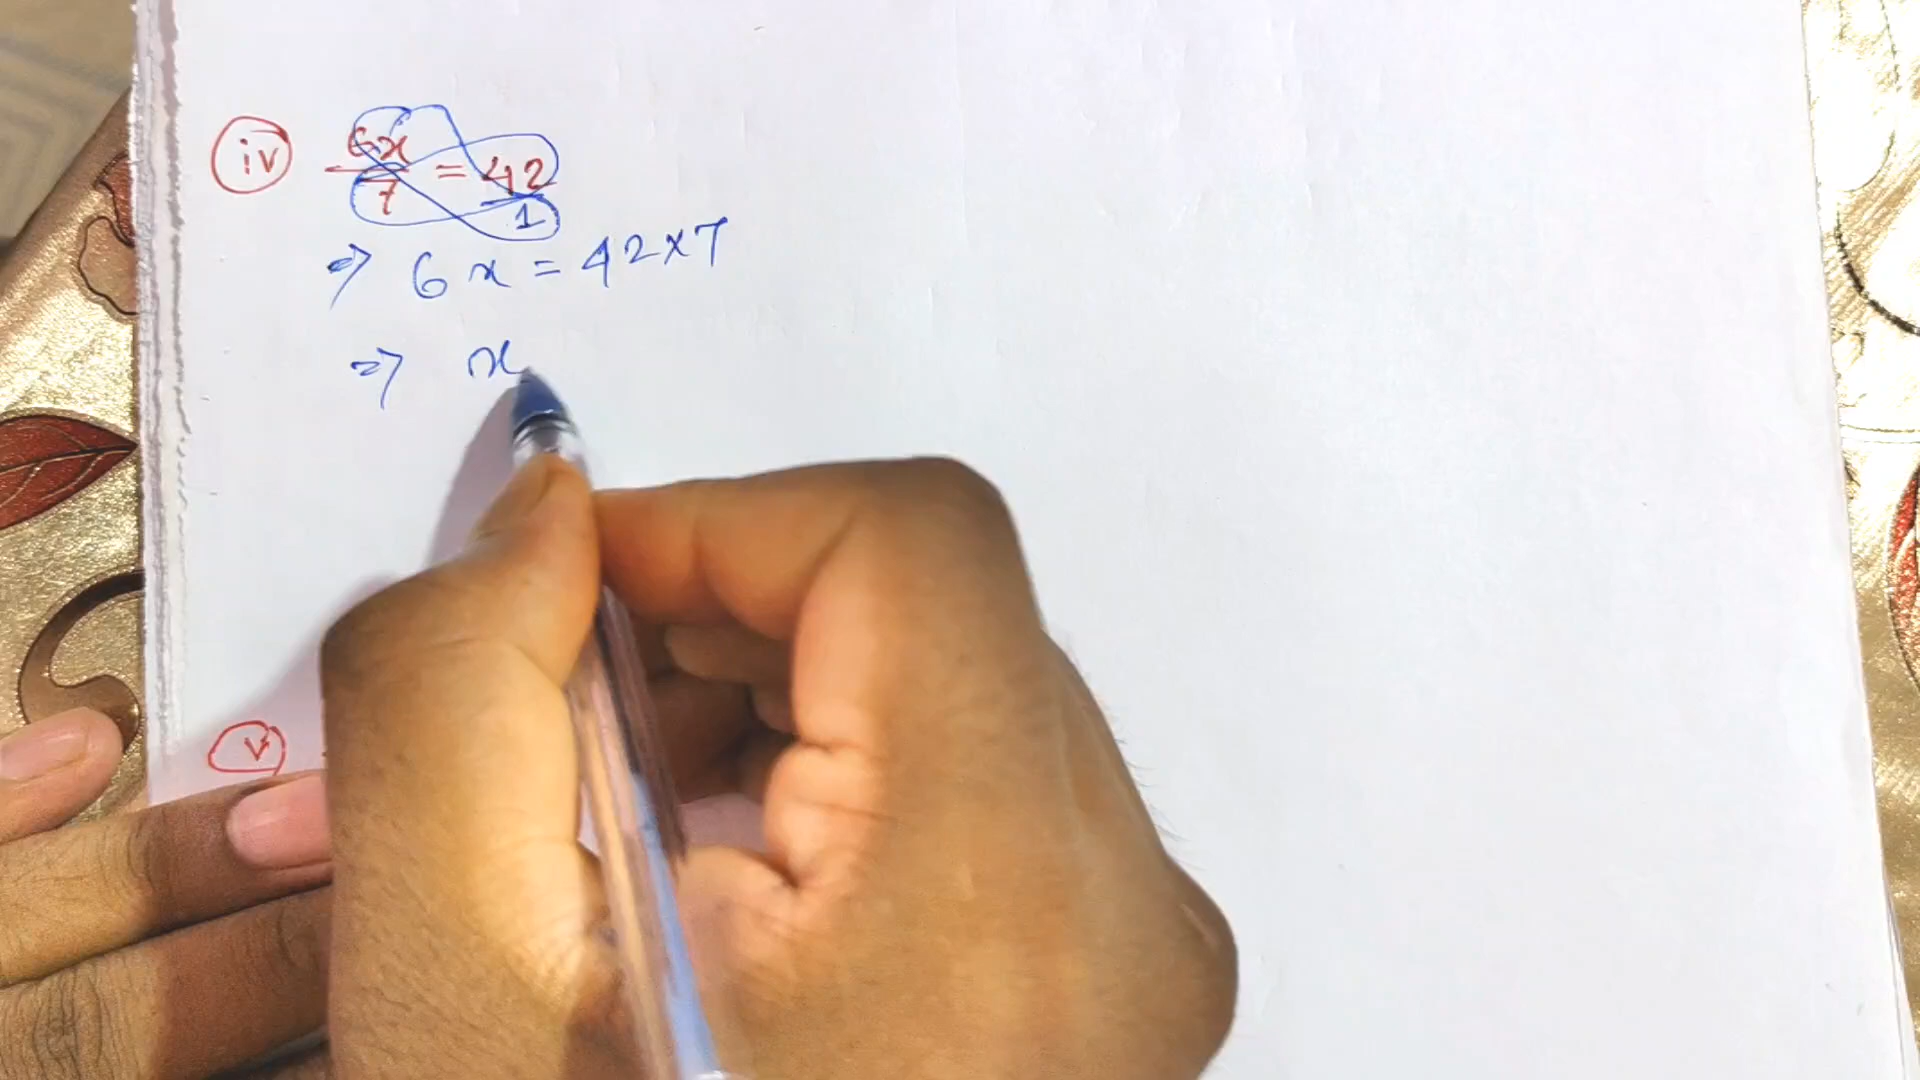 iv 6x/7 = 42/1
⇒ 6x = 42×7
⇒ x
v